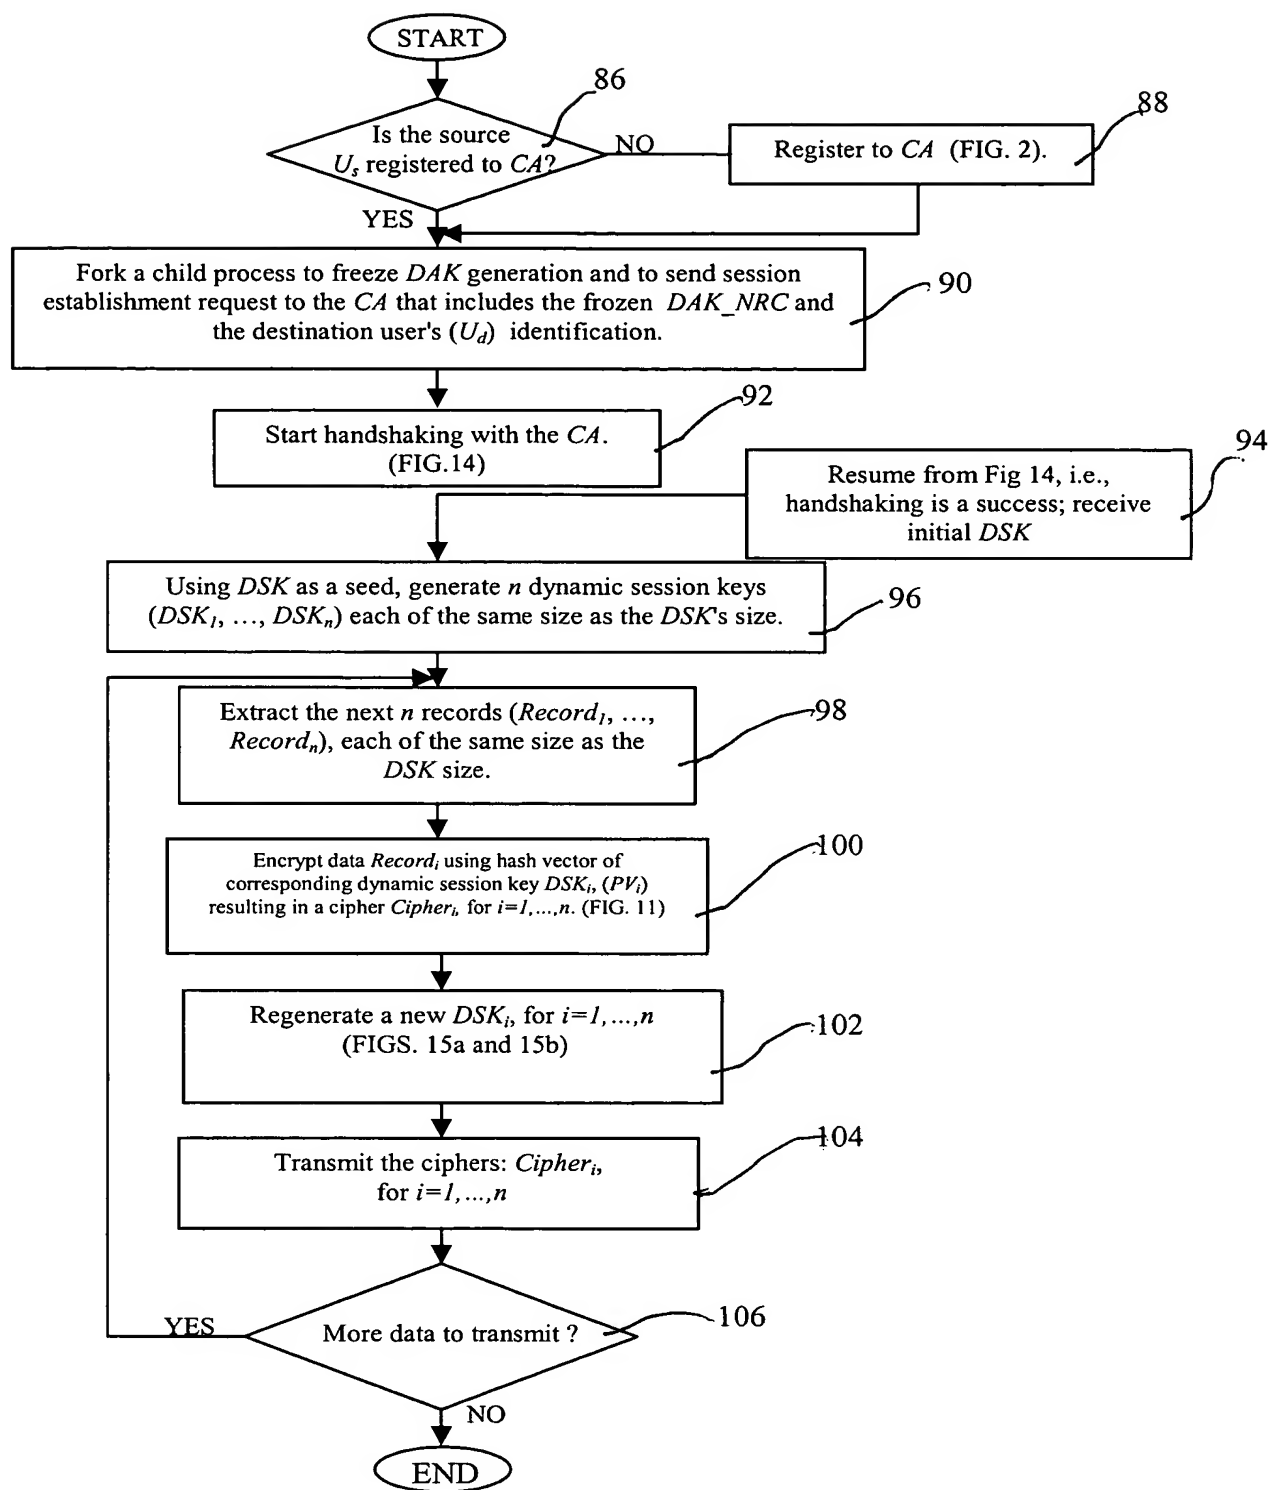 START
86
Is the source
Us registered to CA?
NO
88
Register to CA (FIG. 2).
YES
Fork a child process to freeze DAK generation and to send session
establishment request to the CA that includes the frozen DAK_NRC and
the destination user's (Ud) identification.
90
Start handshaking with the CA.
(FIG.14)
92
Resume from Fig 14, i.e.,
handshaking is a success; receive
initial DSK
94
Using DSK as a seed, generate n dynamic session keys
(DSK1, ..., DSKn) each of the same size as the DSK's size.
96
Extract the next n records (Record1, ...,
Recordn), each of the same size as the
DSK size.
98
Encrypt data Recordi using hash vector of
corresponding dynamic session key DSKi, (PVi)
resulting in a cipher Cipheri, for i=1,...,n. (FIG. 11)
100
Regenerate a new DSKi, for i=1,...,n
(FIGS. 15a and 15b)
102
Transmit the ciphers: Cipheri,
for i=1,...,n
104
More data to transmit ?
106
YES
NO
END